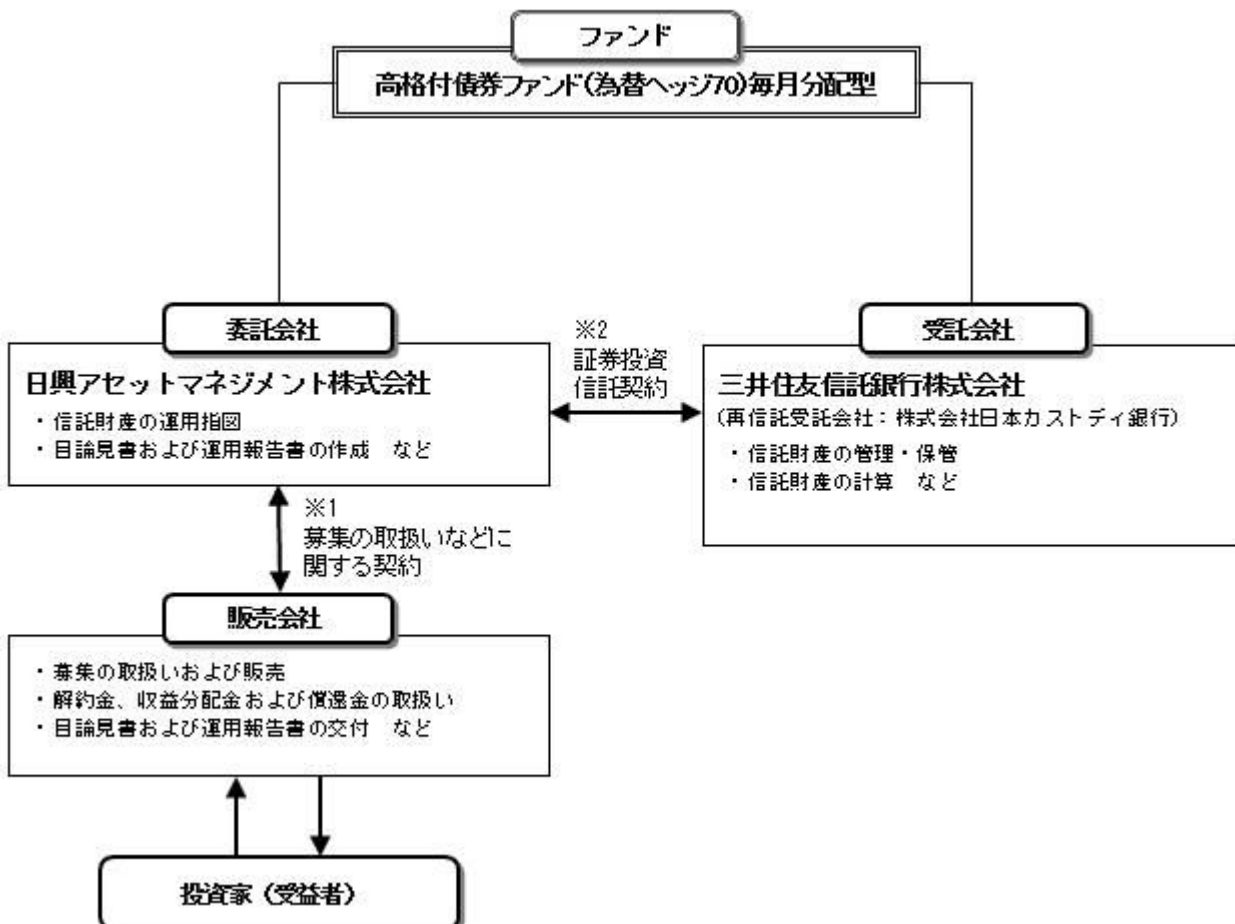 ファンド
高格付債券ファンド(為替ヘッジ70)毎月分配型
委託会社
日興アセットマネジメント株式会社
・信託財産の運用指図
・目論見書および運用報告書の作成　など
※2
証券投資
信託契約
受託会社
三井住友信託銀行株式会社
(再信託受託会社：株式会社日本カストディ銀行)
・信託財産の管理・保管
・信託財産の計算　など
※1
募集の取扱いなどに
関する契約
販売会社
・募集の取扱いおよび販売
・解約金、収益分配金および償還金の取扱い
・目論見書および運用報告書の交付　など
投資家（受益者）